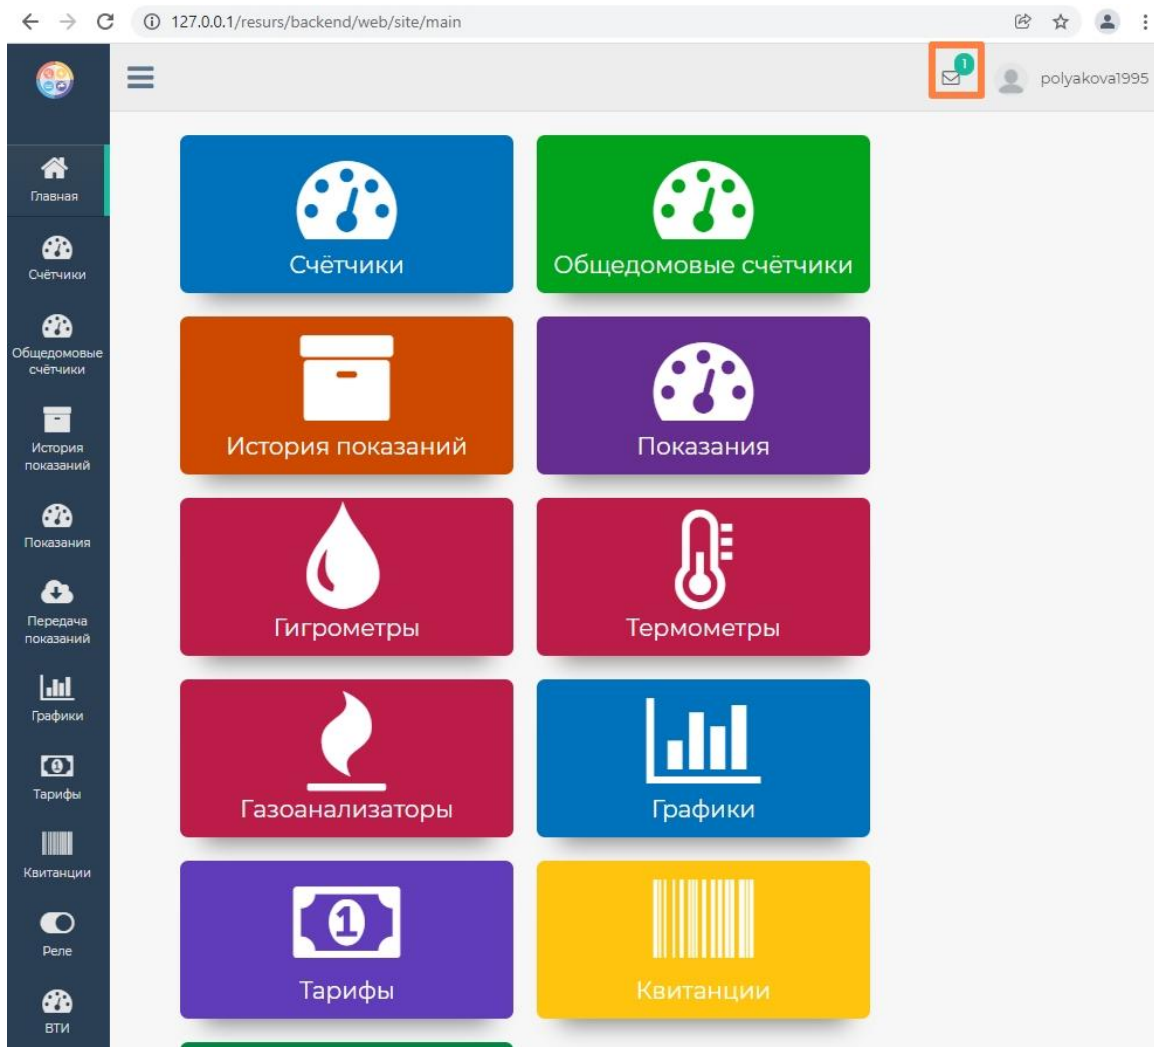 127.0.0.1/resurs/backend/web/site/main
1
polyakova1995
Главная
Счётчики
Общедомовые
счётчики
История
показаний
Показания
Передача
показаний
Графики
Тарифы
Квитанции
Реле
ВТИ
Счётчики
Общедомовые счётчики
История показаний
Показания
Гигрометры
Термометры
Газоанализаторы
Графики
1
Тарифы
Квитанции